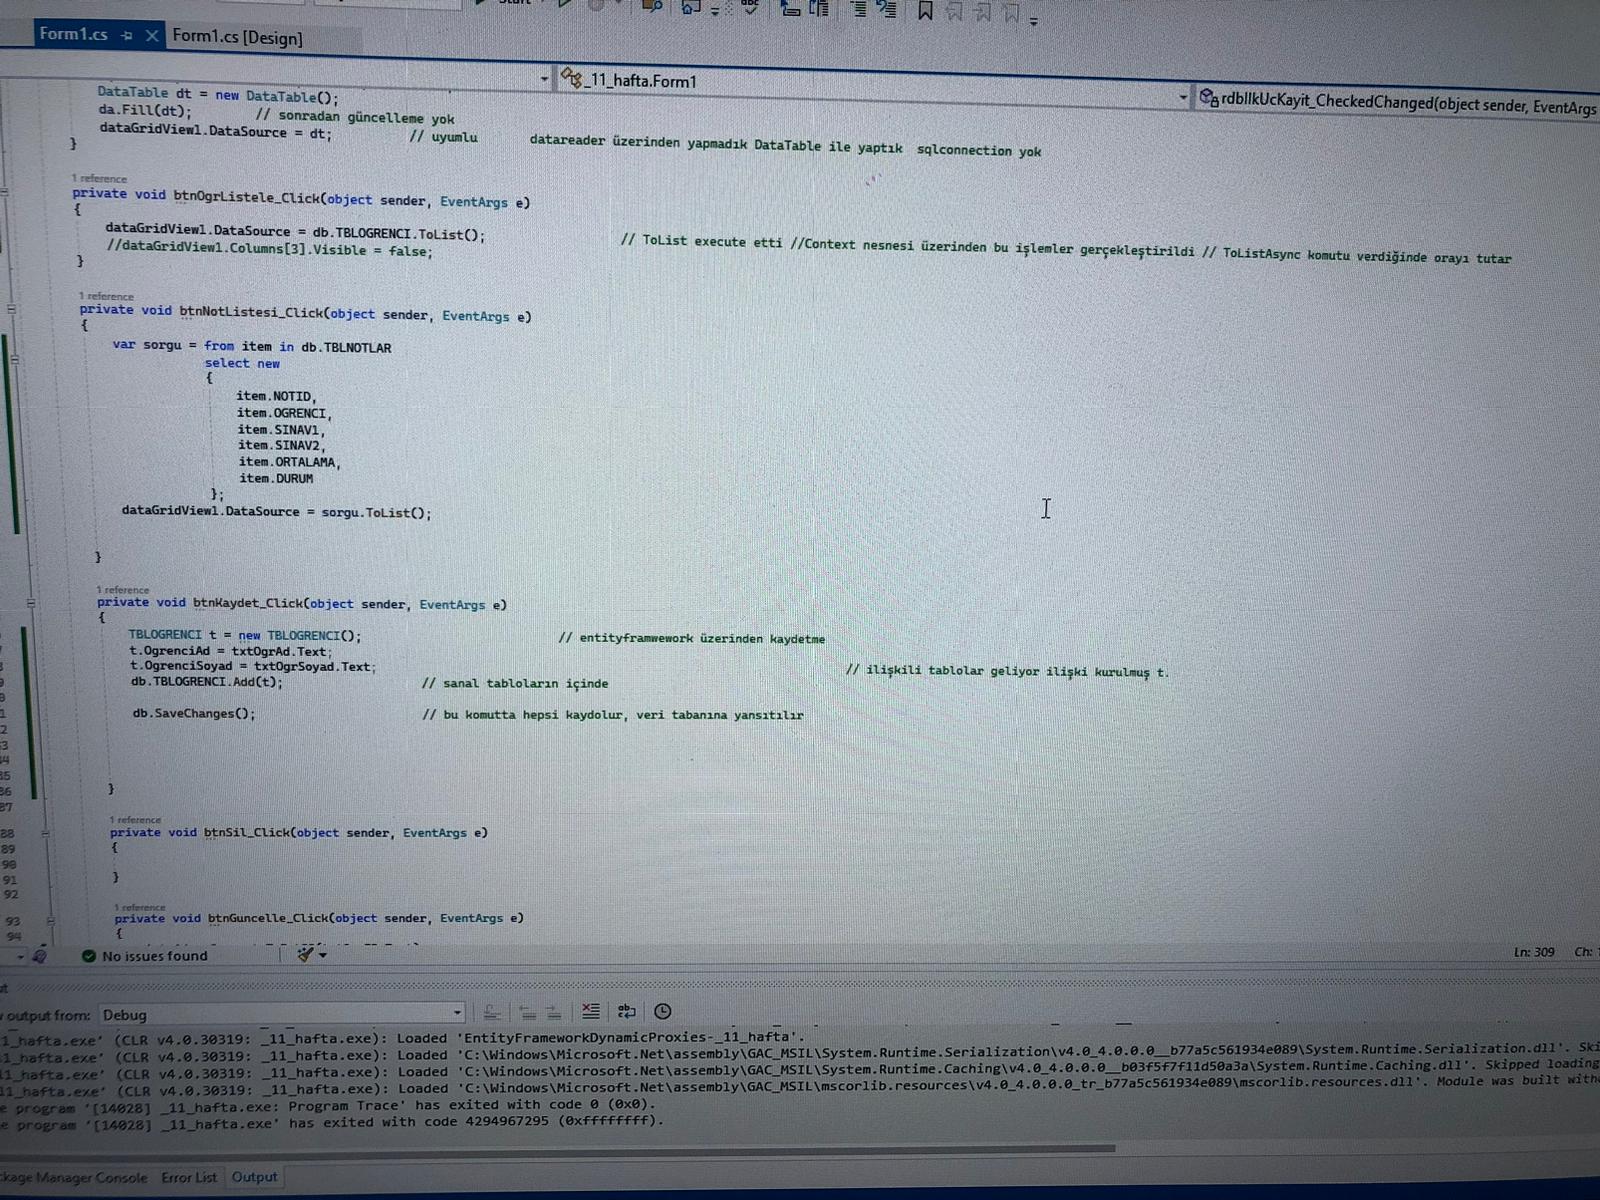 Form1.cs
Form1.cs [Design]
_11_hafta.Form1
rdbIlkUcKayit_CheckedChanged(object sender, EventArgs
DataTable dt = new DataTable();
da.Fill(dt); // sonradan güncelleme yok
dataGridView1.DataSource = dt; // uyumlu datareader üzerinden yapmadık DataTable ile yaptık sqlconnection yok
}
1 reference
private void btnOgrListele_Click(object sender, EventArgs e)
{
dataGridView1.DataSource = db.TBLOGRENCI.ToList(); // ToList execute etti //Context nesnesi üzerinden bu işlemler gerçekleştirildi // ToListAsync komutu verdiğinde orayı tutar
//dataGridView1.Columns[3].Visible = false;
}
1 reference
private void btnNotListesi_Click(object sender, EventArgs e)
{
var sorgu = from item in db.TBLNOTLAR
select new
{
item.NOTID,
item.OGRENCI,
item.SINAV1,
item.SINAV2,
item.ORTALAMA,
item.DURUM
};
dataGridView1.DataSource = sorgu.ToList();
}
1 reference
private void btnKaydet_Click(object sender, EventArgs e)
{
TBLOGRENCI t = new TBLOGRENCI(); // entityframwework üzerinden kaydetme
t.OgrenciAd = txtOgrAd.Text;
t.OgrenciSoyad = txtOgrSoyad.Text; // ilişkili tablolar geliyor ilişki kurulmuş t.
db.TBLOGRENCI.Add(t); // sanal tabloların içinde
db.SaveChanges(); // bu komutta hepsi kaydolur, veri tabanına yansıtılır
}
87
1 reference
88 private void btnSil_Click(object sender, EventArgs e)
89 {
90
91 }
92
1 reference
93 private void btnGuncelle_Click(object sender, EventArgs e)
94 {
No issues found
Ln: 309 Ch:
output from: Debug
1_hafta.exe' (CLR v4.0.30319: _11_hafta.exe): Loaded 'EntityFrameworkDynamicProxies-_11_hafta'.
11_hafta.exe' (CLR v4.0.30319: _11_hafta.exe): Loaded 'C:\Windows\Microsoft.Net\assembly\GAC_MSIL\System.Runtime.Serialization\v4.0_4.0.0.0__b77a5c561934e089\System.Runtime.Serialization.dll'. Ski
11_hafta.exe' (CLR v4.0.30319: _11_hafta.exe): Loaded 'C:\Windows\Microsoft.Net\assembly\GAC_MSIL\System.Runtime.Caching\v4.0_4.0.0.0__b03f5f7f11d50a3a\System.Runtime.Caching.dll'. Skipped loading
11_hafta.exe' (CLR v4.0.30319: _11_hafta.exe): Loaded 'C:\Windows\Microsoft.Net\assembly\GAC_MSIL\mscorlib.resources\v4.0_4.0.0.0_tr_b77a5c561934e089\mscorlib.resources.dll'. Module was built with
e program '[14028] _11_hafta.exe: Program Trace' has exited with code 0 (0x0).
e program '[14028] _11_hafta.exe' has exited with code 4294967295 (0xffffffff).
ckage Manager Console Error List Output